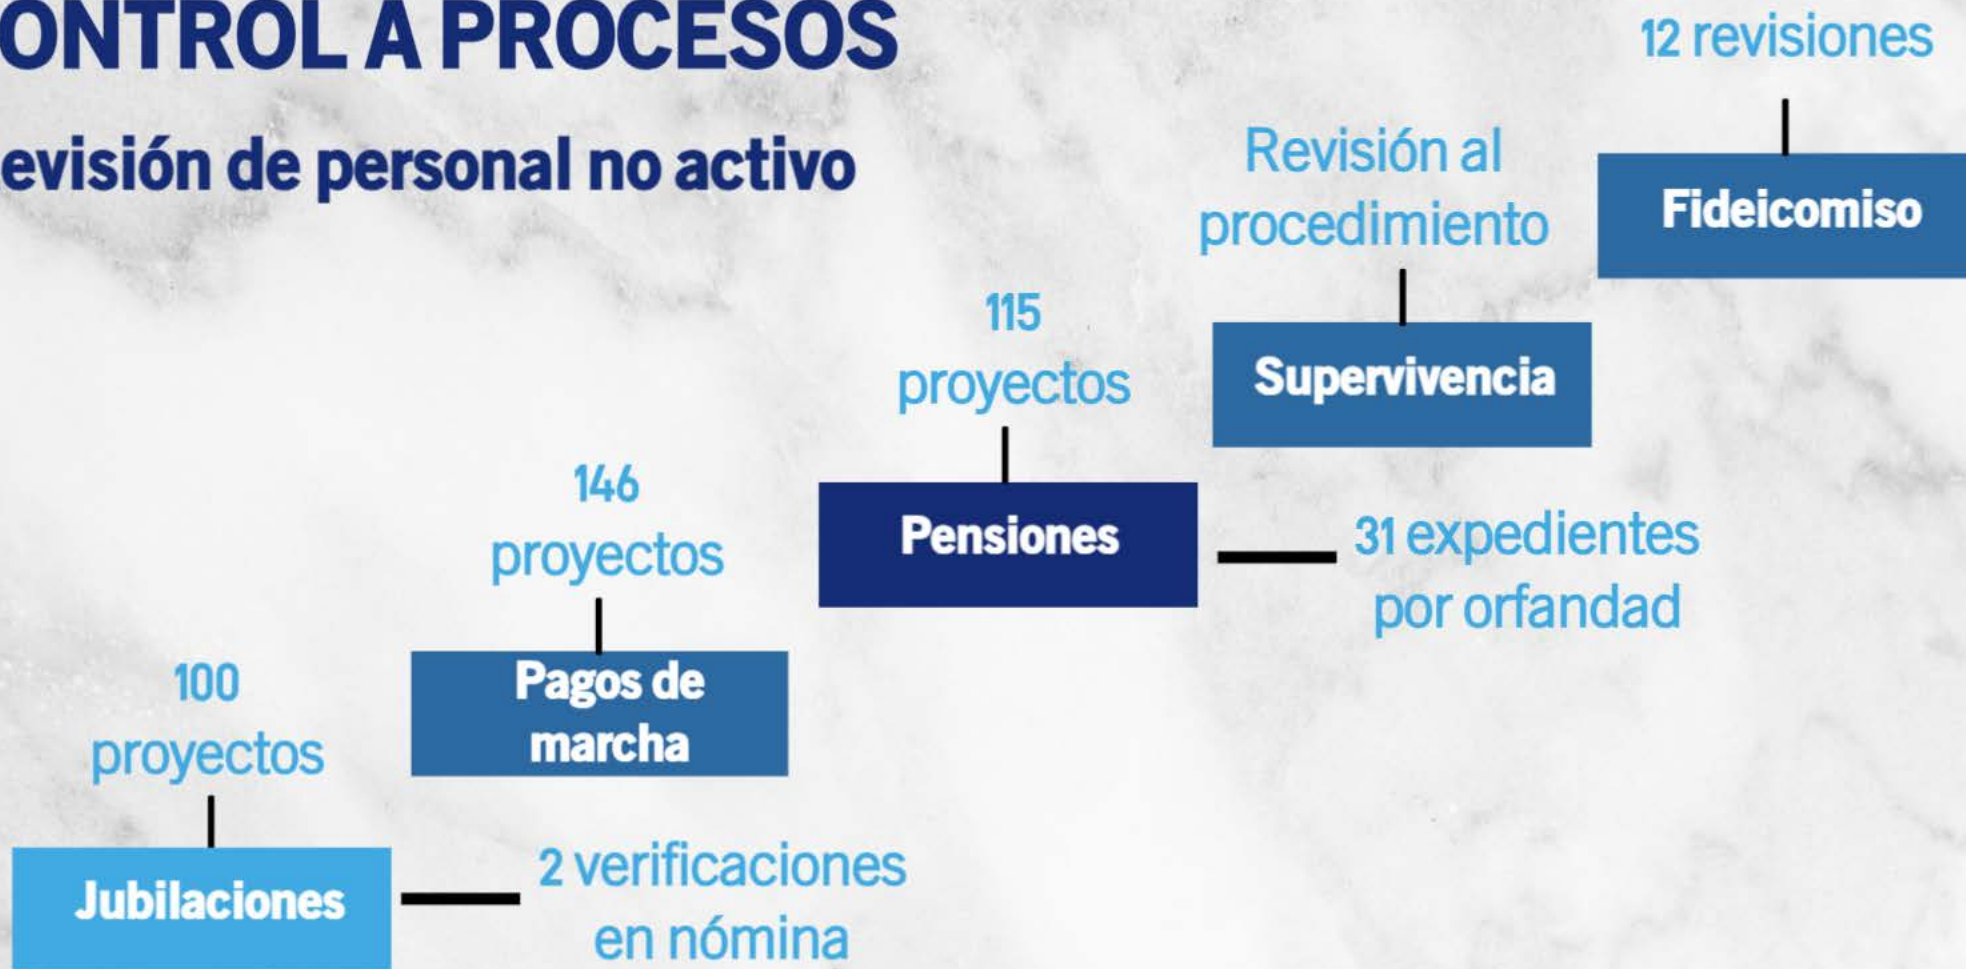 ONTROL A PROCESOS
evisión de personal no activo
12 revisiones
Fideicomiso
Revisión al
procedimiento
Supervivencia
115
proyectos
Pensiones
31 expedientes
por orfandad
146
proyectos
Pagos de
marcha
100
proyectos
Jubilaciones
2 verificaciones
en nómina